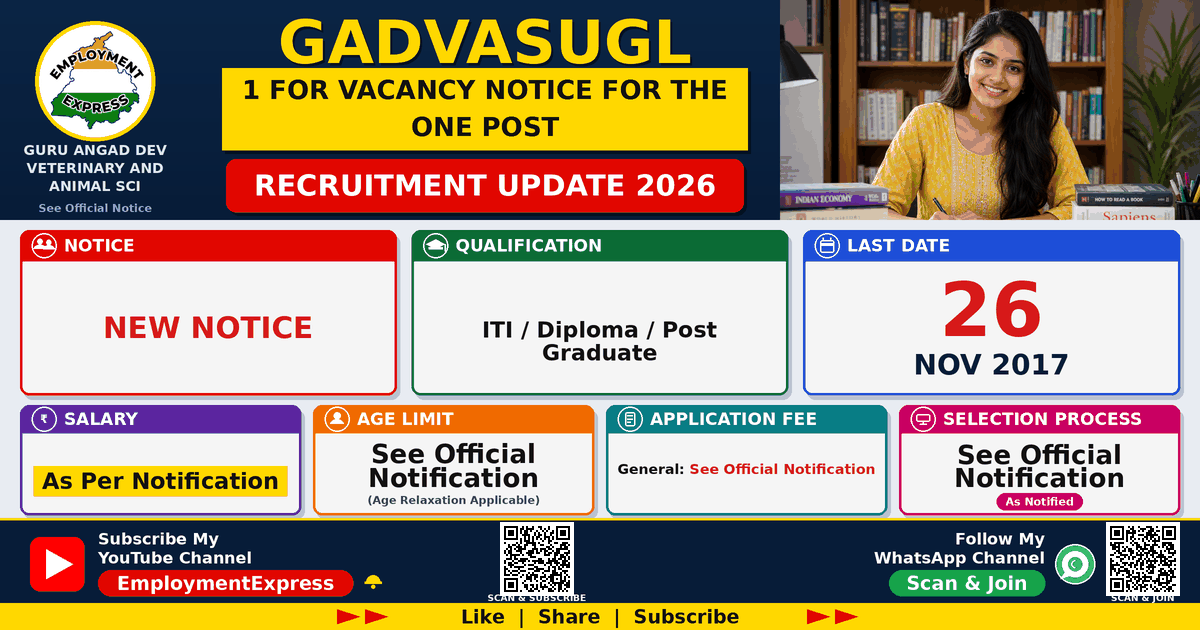 EMPLOYMENT
EXPRESS
GURU ANGAD DEV
VETERINARY AND
ANIMAL SCI
See Official Notice
GADVASUGL
1 FOR VACANCY NOTICE FOR THE
ONE POST
RECRUITMENT UPDATE 2026
INDIAN ECONOMY
HOW TO READ A BOOK
Sapiens
NOTICE
NEW NOTICE
QUALIFICATION
ITI / Diploma / Post
Graduate
LAST DATE
26
NOV 2017
₹ SALARY
As Per Notification
AGE LIMIT
See Official
Notification
(Age Relaxation Applicable)
APPLICATION FEE
General: See Official Notification
SELECTION PROCESS
See Official
Notification
As Notified
Subscribe My
YouTube Channel
EmploymentExpress
SCAN & SUBSCRIBE
Follow My
WhatsApp Channel
Scan & Join
SCAN & JOIN
Like | Share | Subscribe